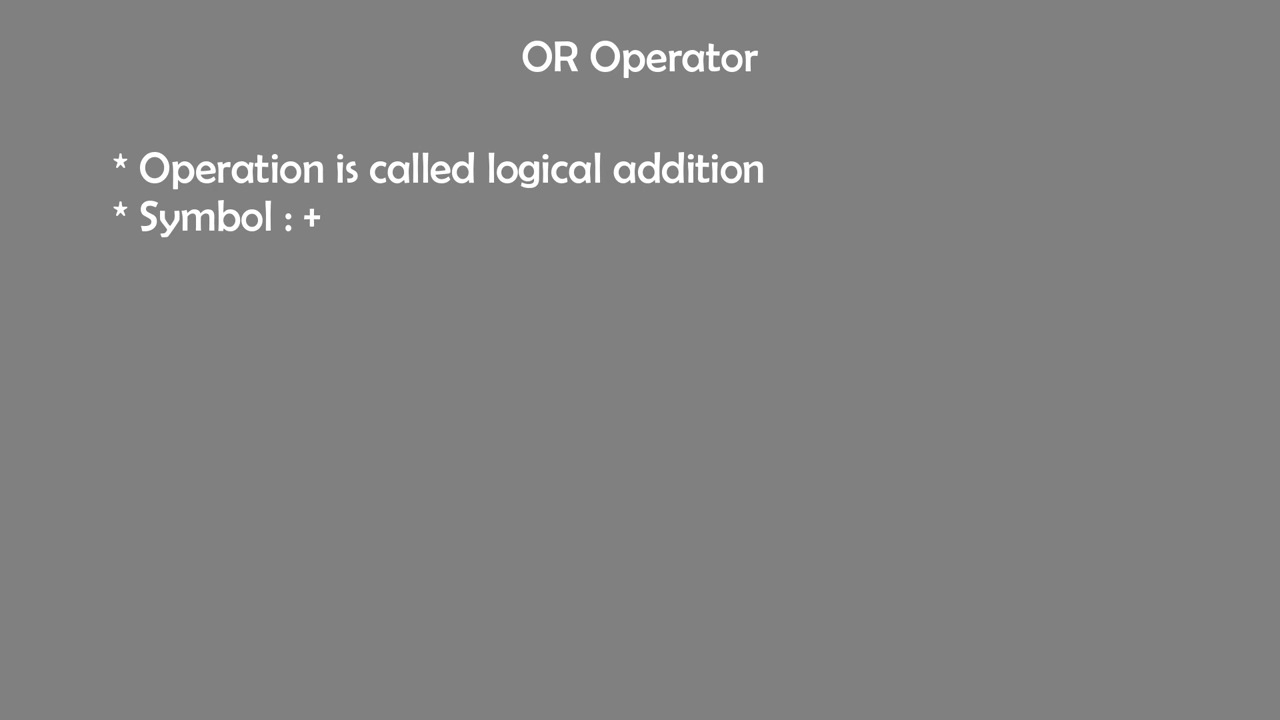 OR Operator
* Operation is called logical addition
* Symbol : +